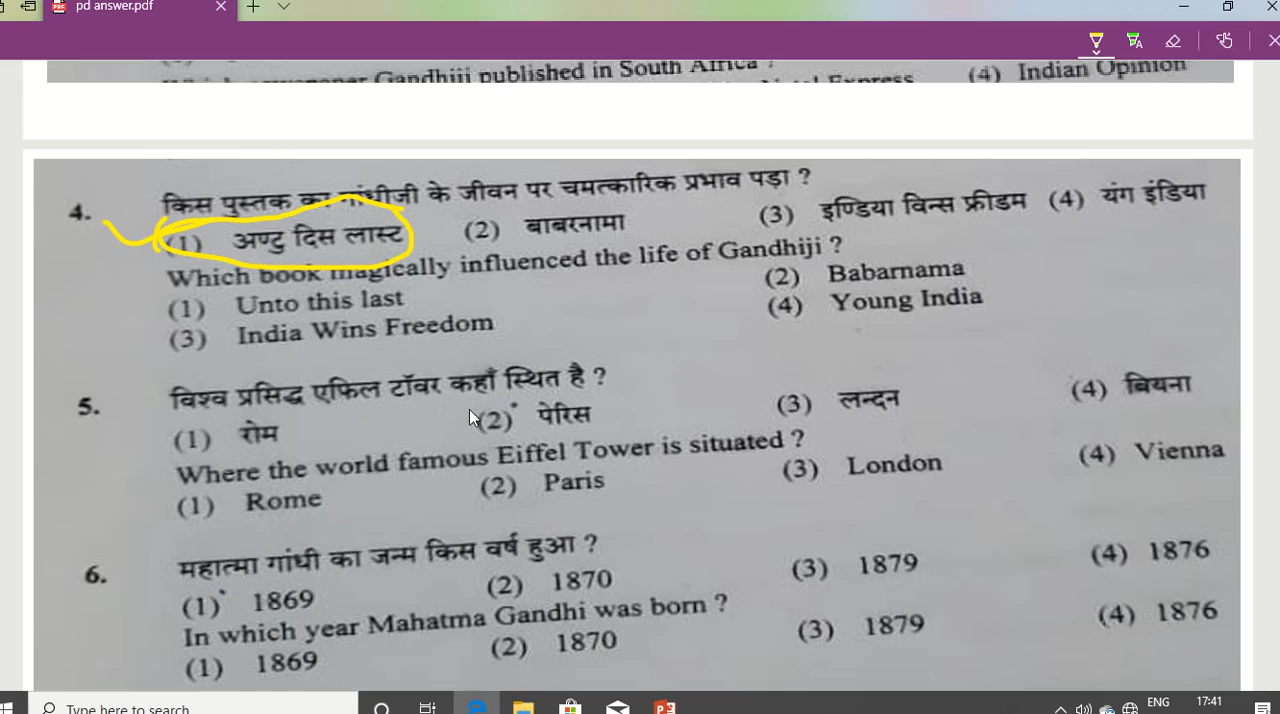 pd answer.pdf
Gandhiji published in South Africa ?
Express
(4) Indian Opinion
4. किस पुस्तक का गांधीजी के जीवन पर चमत्कारिक प्रभाव पड़ा ?
(1) अण्टु दिस लास्ट (2) बाबरनामा (3) इण्डिया विन्स फ्रीडम (4) यंग इंडिया
Which book magically influenced the life of Gandhiji ?
(1) Unto this last (2) Babarnama
(3) India Wins Freedom (4) Young India
5. विश्व प्रसिद्ध एफिल टॉवर कहाँ स्थित है ?
(1) रोम (2) पेरिस (3) लन्दन (4) बियना
Where the world famous Eiffel Tower is situated ?
(1) Rome (2) Paris (3) London (4) Vienna
6. महात्मा गांधी का जन्म किस वर्ष हुआ ?
(1) 1869 (2) 1870 (3) 1879 (4) 1876
In which year Mahatma Gandhi was born ?
(1) 1869 (2) 1870 (3) 1879 (4) 1876
Type here to search
ENG
17:41